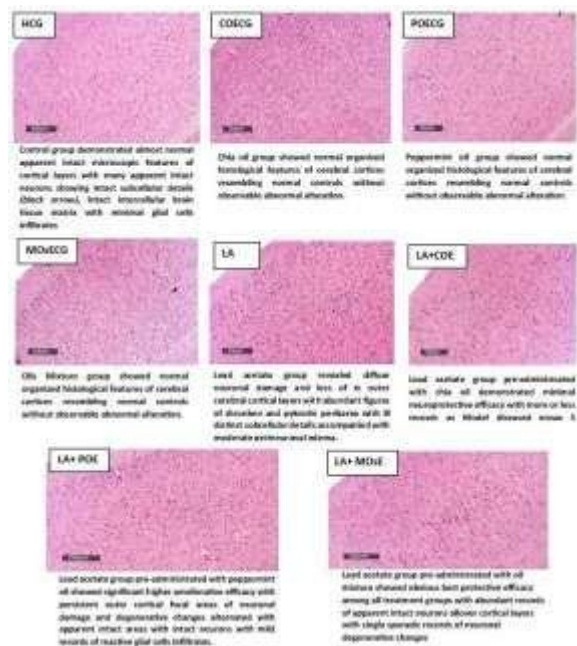 HCG
COECG
POECG
Control group demonstrated almost normal
apparent intact microscopic features of
cortical layers with many apparent intact
neurons showing intact subcellular details
(black arrows), intact intercellular brain
tissue matrix with minimal glial cells
infiltrates
Chia oil group showed normal
organized histological features of cerebral
cortices resembling normal controls
without observable abnormal alteration.
Peppermint oil group showed normal
organized histological features of cerebral
cortices resembling normal controls
without observable abnormal alteration.
MOsECG
LA
LA+COE
Oils Mixture group showed normal
organized histological features of cerebral
cortices resembling normal controls
without observable abnormal alteration.
Lead acetate group revealed diffuse
neuronal damage and loss of in outer
cerebral cortical layers with abundant figures
of disorders and pyknotic
distinct subcellular details accompanied with
moderate edema.
Lead acetate group pre-administrated
with chia oil demonstrated minimal
neuroprotective efficacy with more or less
records as Model diseased
LA+ POE
LA+ MOsE
Lead acetate group pre-administrated with peppermint
oil showed significant higher ameliorative efficacy with
persistent outer cortical focal areas of neuronal
damage and degenerative changes alternated with
apparent intact areas with intact neurons with mild
records of reactive glial cells infiltrates.
Lead acetate group pre-administrated with oil
mixture showed obvious best protective efficacy
among all treatment groups with abundant records
of apparent intact neurons allover cortical layers
with single sporadic records of neuronal
degenerative changes